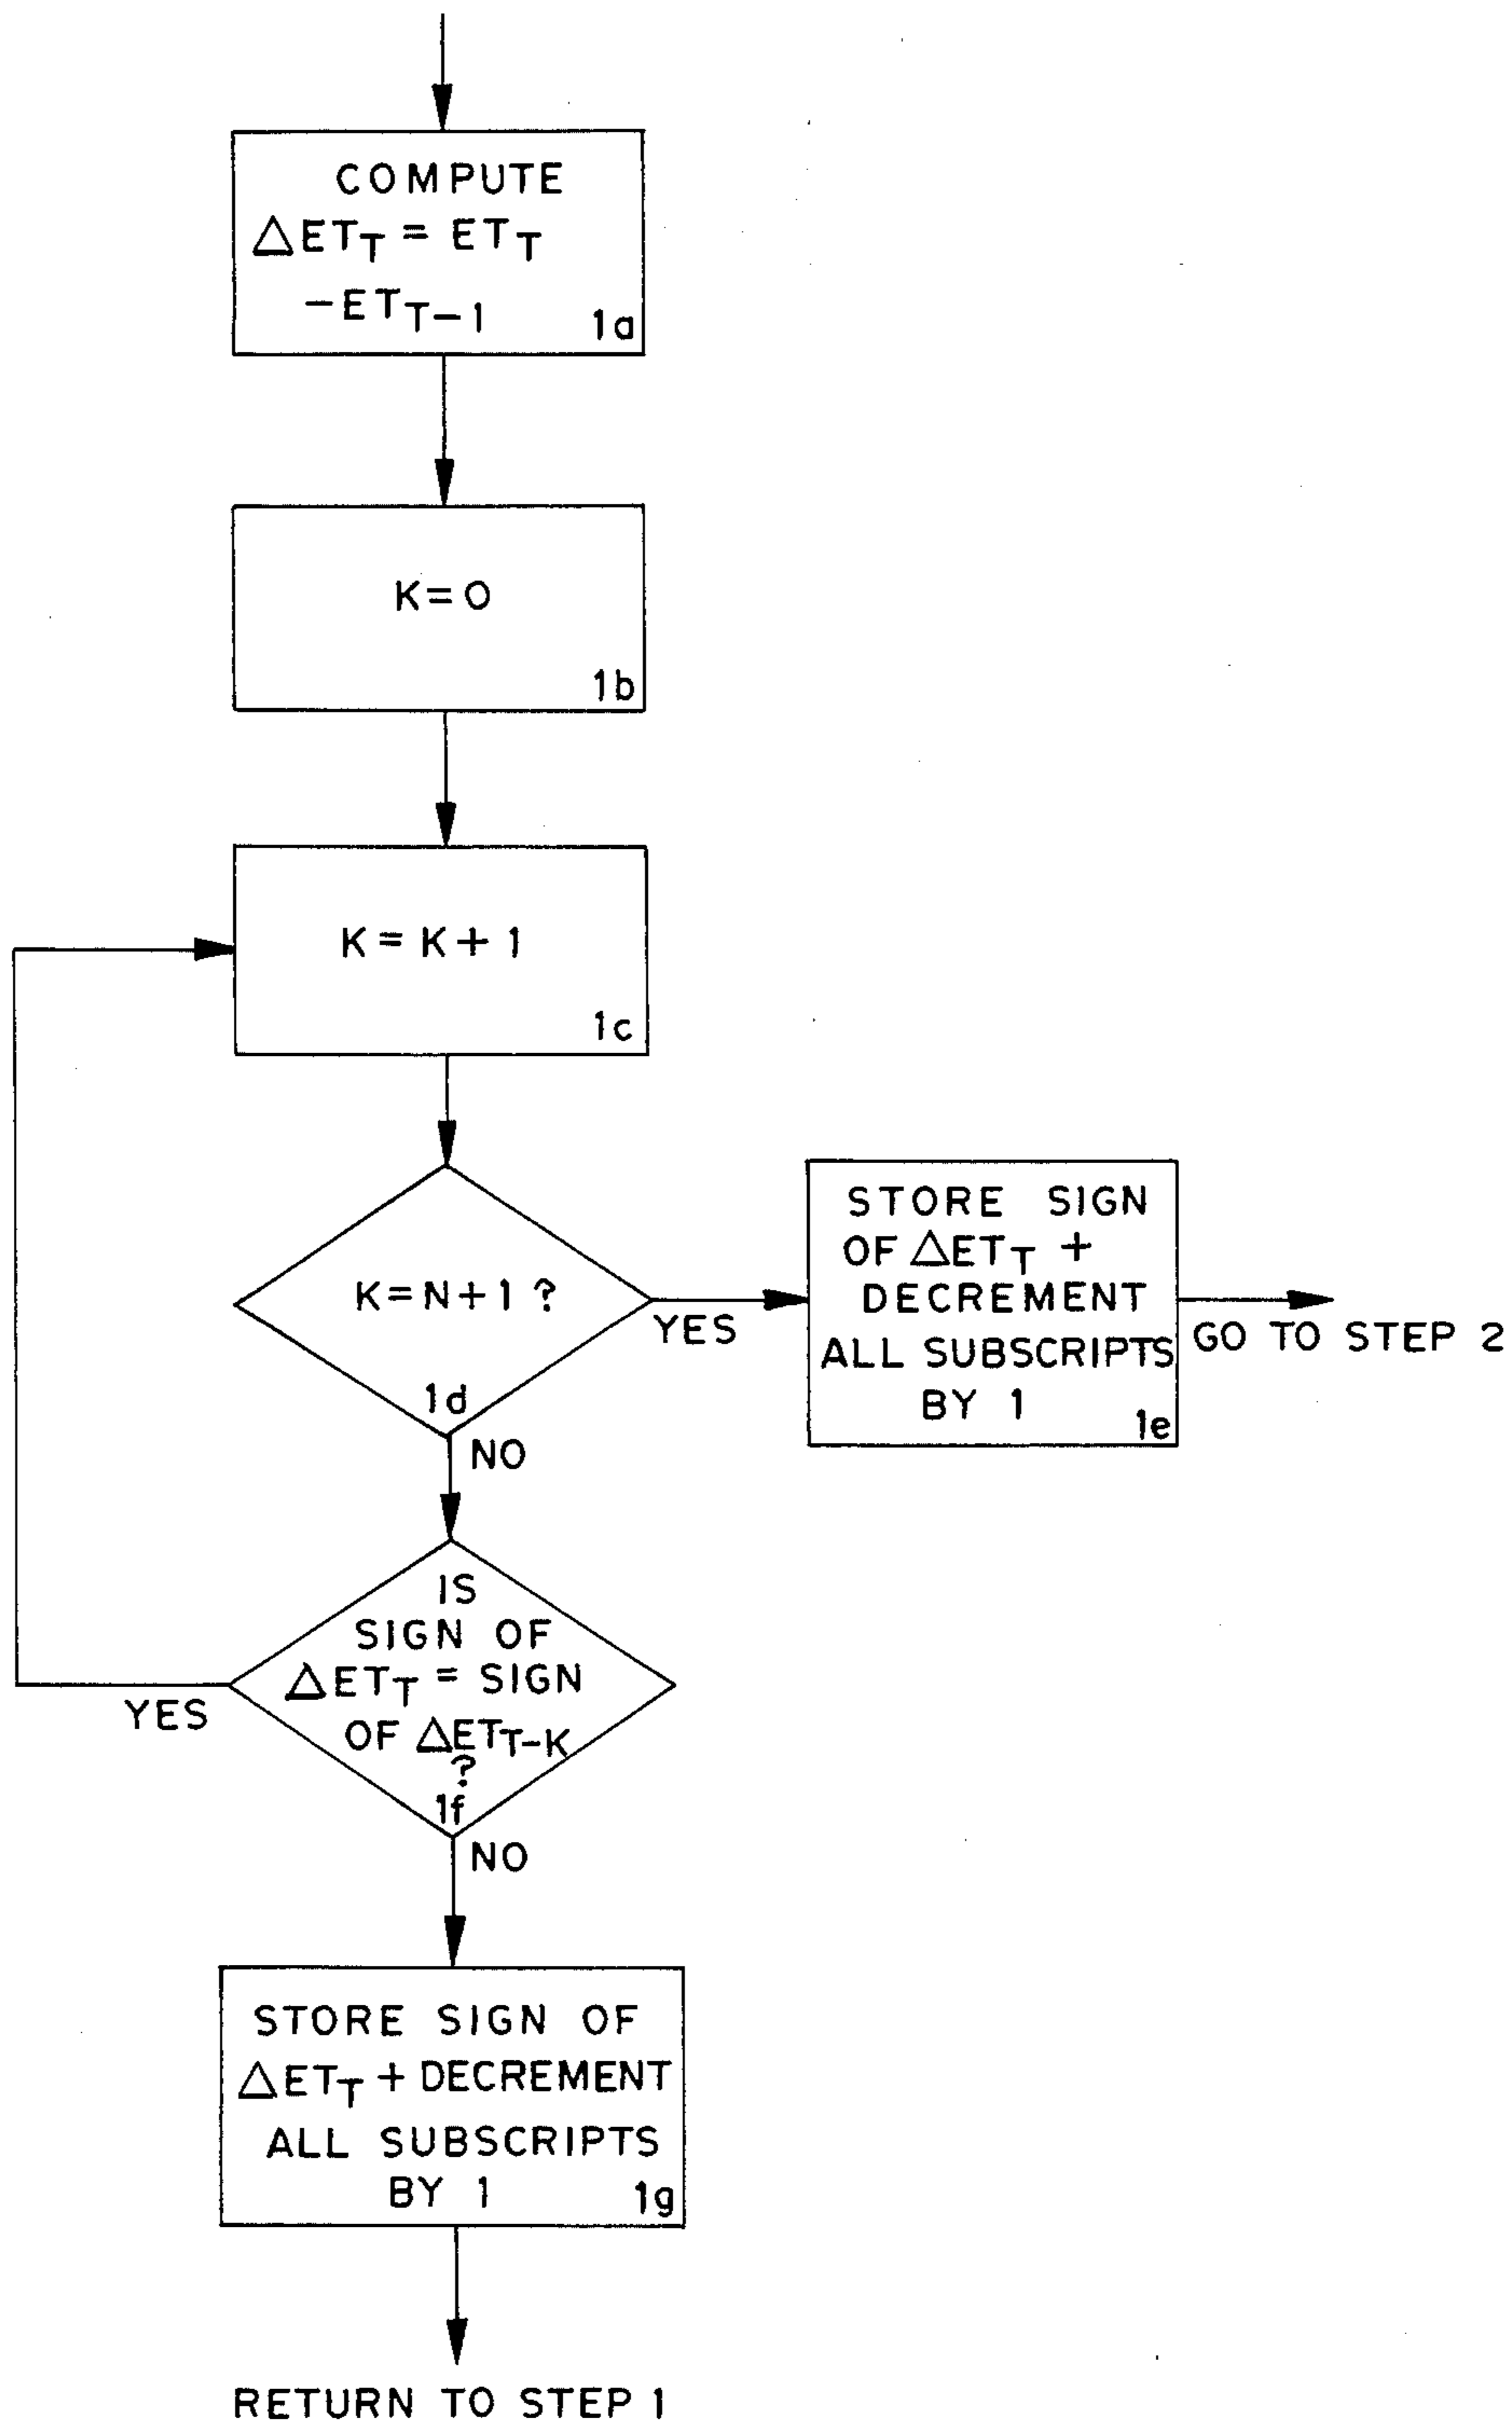 COMPUTE
△ET_T = ET_T
-ET_T-1
1a
K=0
1b
K=K+1
1c
K=N+1?
1d
YES
STORE SIGN
OF △ET_T +
DECREMENT
ALL SUBSCRIPTS
BY 1
1e
GO TO STEP 2
NO
IS
SIGN OF
△ET_T = SIGN
OF △ET_T-K
?
1f
YES
NO
STORE SIGN OF
△ET_T + DECREMENT
ALL SUBSCRIPTS
BY 1
1g
RETURN TO STEP 1